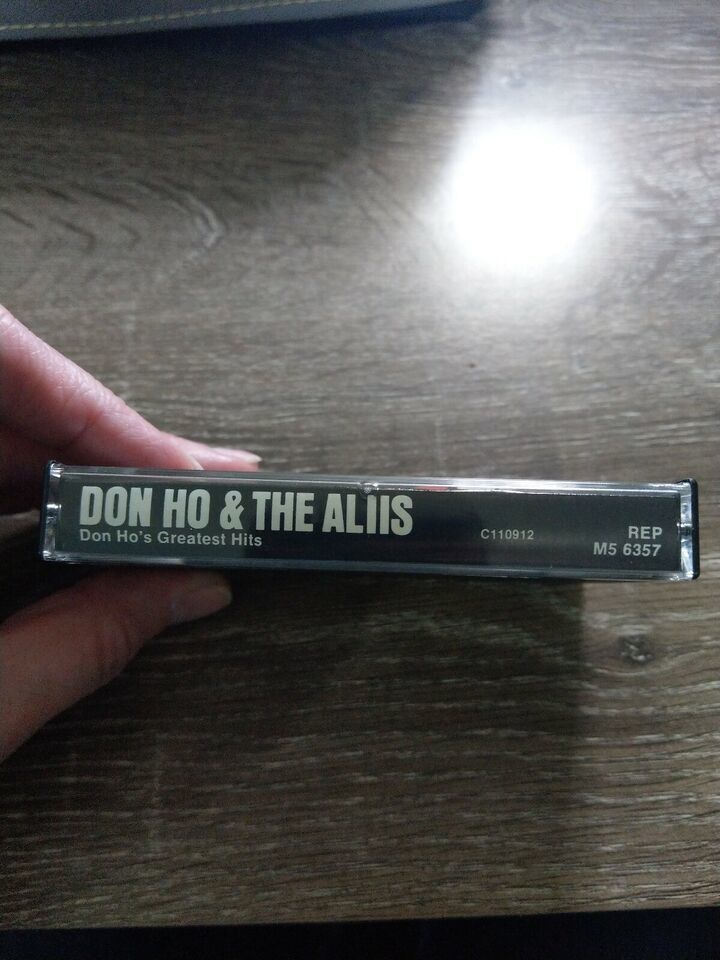 DON HO & THE ALIIS
Don Ho's Greatest Hits
C110912
REP
M5 6357